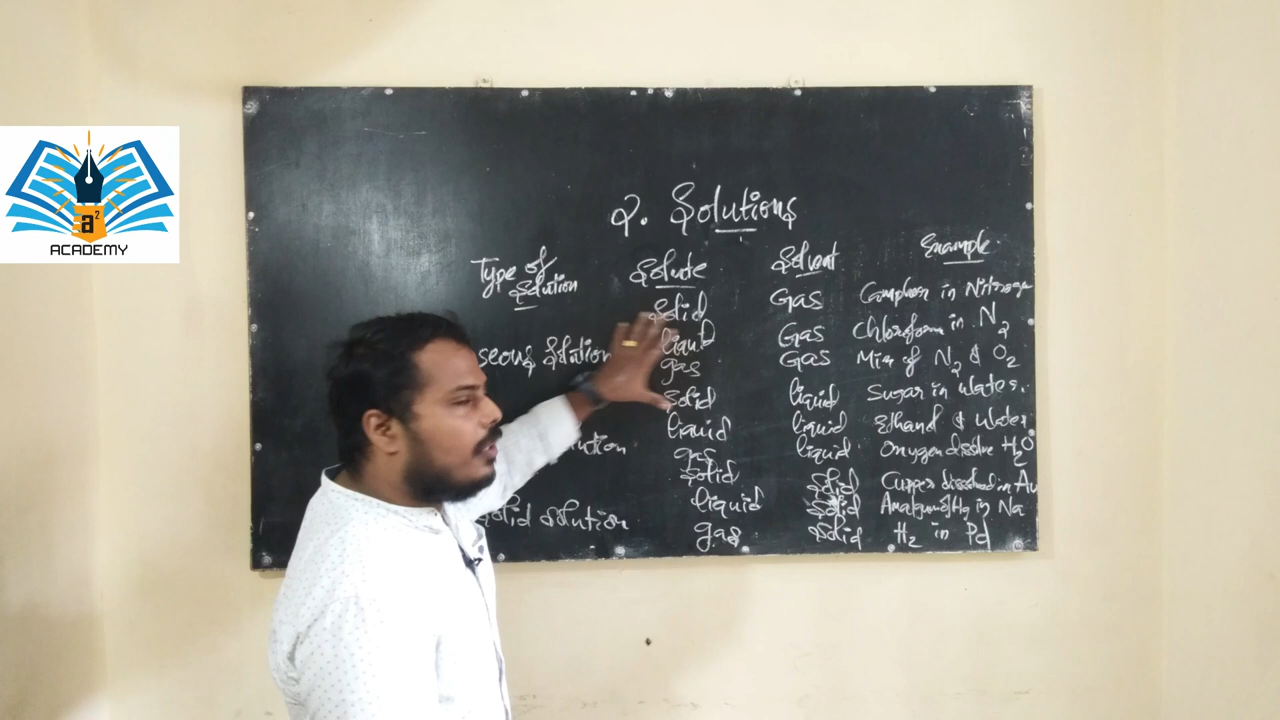 a²
ACADEMY
2. Solutions
Type of Solution Solute Solvent Example
Solid Gas Camphor in Nitrogen
liquid Gas Chloroform in N2
seous Solution gas Gas Mix of N2 & O2
Solid liquid Sugar in Water.
liquid liquid Ethanol & Water
ution gas liquid Oxygen dissolve H2O
Solid Solid Copper dissolved in Au
liquid Solid Amalgam of Hg in Na
Solid Solution gas Solid H2 in Pd